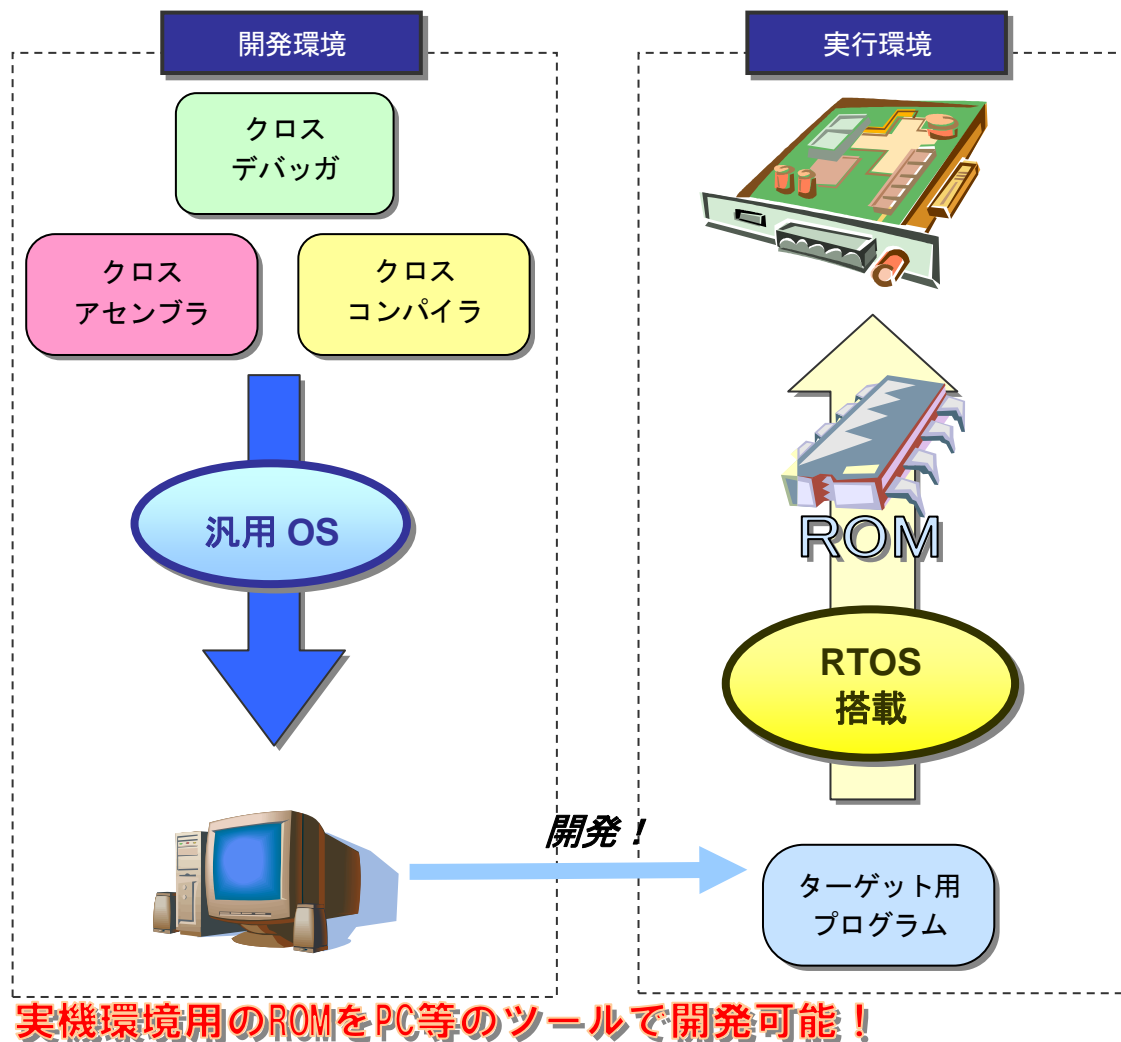 開発環境
クロス
デバッガ
クロス
アセンブラ
クロス
コンパイラ
汎用 OS
実行環境
ROM
RTOS
搭載
開発！
ターゲット用
プログラム
実機環境用のROMをPC等のツールで開発可能！